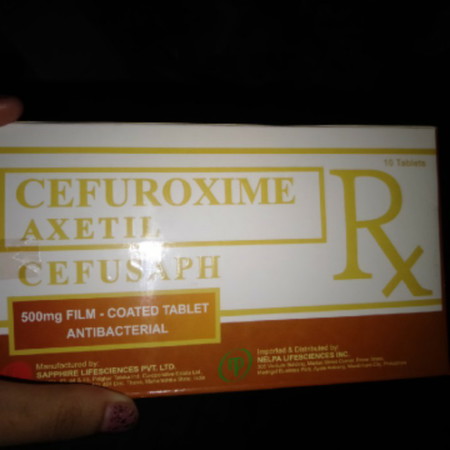 10 Tablets
CEFUROXIME
AXETIL
Rx
CEFUSAPH
500mg FILM - COATED TABLET
ANTIBACTERIAL
Manufactured by:
SAPPHIRE LIFESCIENCES PVT. LTD.
Imported & Distributed by:
NELPA LIFESCIENCES INC.